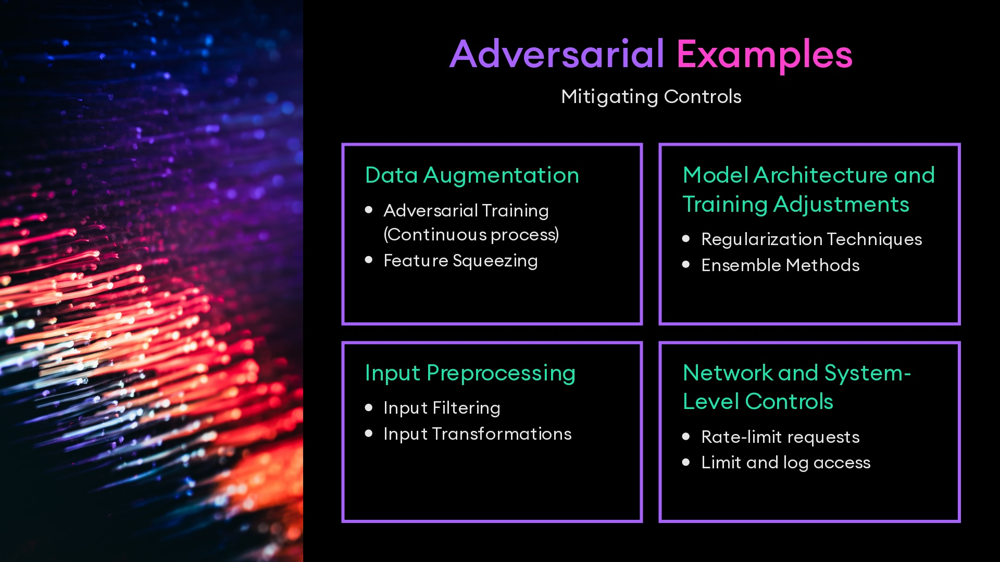 Adversarial Examples
Mitigating Controls
Data Augmentation
• Adversarial Training
(Continuous process)
• Feature Squeezing
Model Architecture and
Training Adjustments
• Regularization Techniques
• Ensemble Methods
Input Preprocessing
• Input Filtering
• Input Transformations
Network and System-
Level Controls
• Rate-limit requests
• Limit and log access